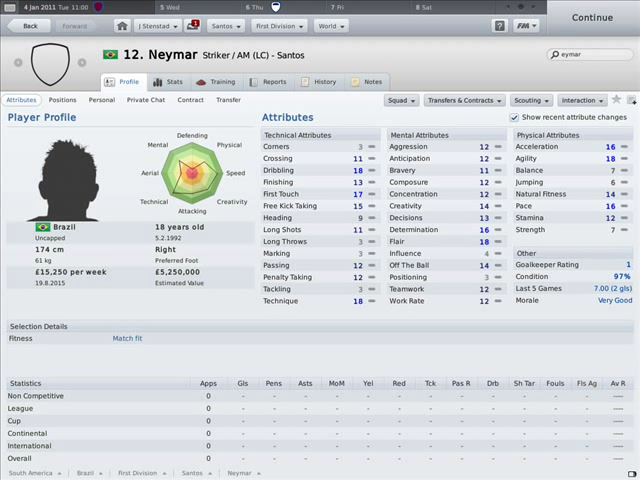 4 Jan 2011 Tue 11:00 5 Wed 6 Thu 7 Fri 8 Sat Continue
Back Forward J Stenstad 1 Santos First Division World ? FM
12. Neymar Striker / AM (LC) - Santos eymar
Profile Stats Training Reports History Notes
Attributes Positions Personal Private Chat Contract Transfer Squad Transfers & Contracts Scouting Interaction
Player Profile Attributes Show recent attribute changes
Technical Attributes Mental Attributes Physical Attributes
Corners 3 Aggression 12 Acceleration 16
Crossing 11 Anticipation 12 Agility 18
Dribbling 18 Bravery 11 Balance 7
Finishing 13 Composure 12 Jumping 6
First Touch 17 Concentration 12 Natural Fitness 14
Free Kick Taking 15 Creativity 14 Pace 16
Heading 9 Decisions 13 Stamina 12
Long Shots 11 Determination 16 Strength 7
Long Throws 3 Flair 18
Marking 3 Influence 4 Other
Passing 12 Off The Ball 14 Goalkeeper Rating 1
Penalty Taking 12 Positioning 3 Condition 97%
Tackling 3 Teamwork 12 Last 5 Games 7.00 (2 gls)
Technique 18 Work Rate 12 Morale Very Good
Defending
Mental Physical
Aerial Speed
Technical Creativity
Attacking
Brazil 18 years old
Uncapped 5.2.1992
174 cm Right
61 kg Preferred Foot
£15,250 per week £5,250,000
19.8.2015 Estimated Value
Selection Details
Fitness Match fit
Statistics Apps Gls Pens Asts MoM Yel Red Tck Pas R Drb Sh Tar Fouls Fls Ag Av R
Non Competitive 0 - - - - - - - - - - - - ----
League 0 - - - - - - - - - - - - ----
Cup 0 - - - - - - - - - - - - ----
Continental 0 - - - - - - - - - - - - ----
International 0 - - - - - - - - - - - - ----
Overall 0 - - - - - - - - - - - - ----
South America Brazil First Division Santos Neymar